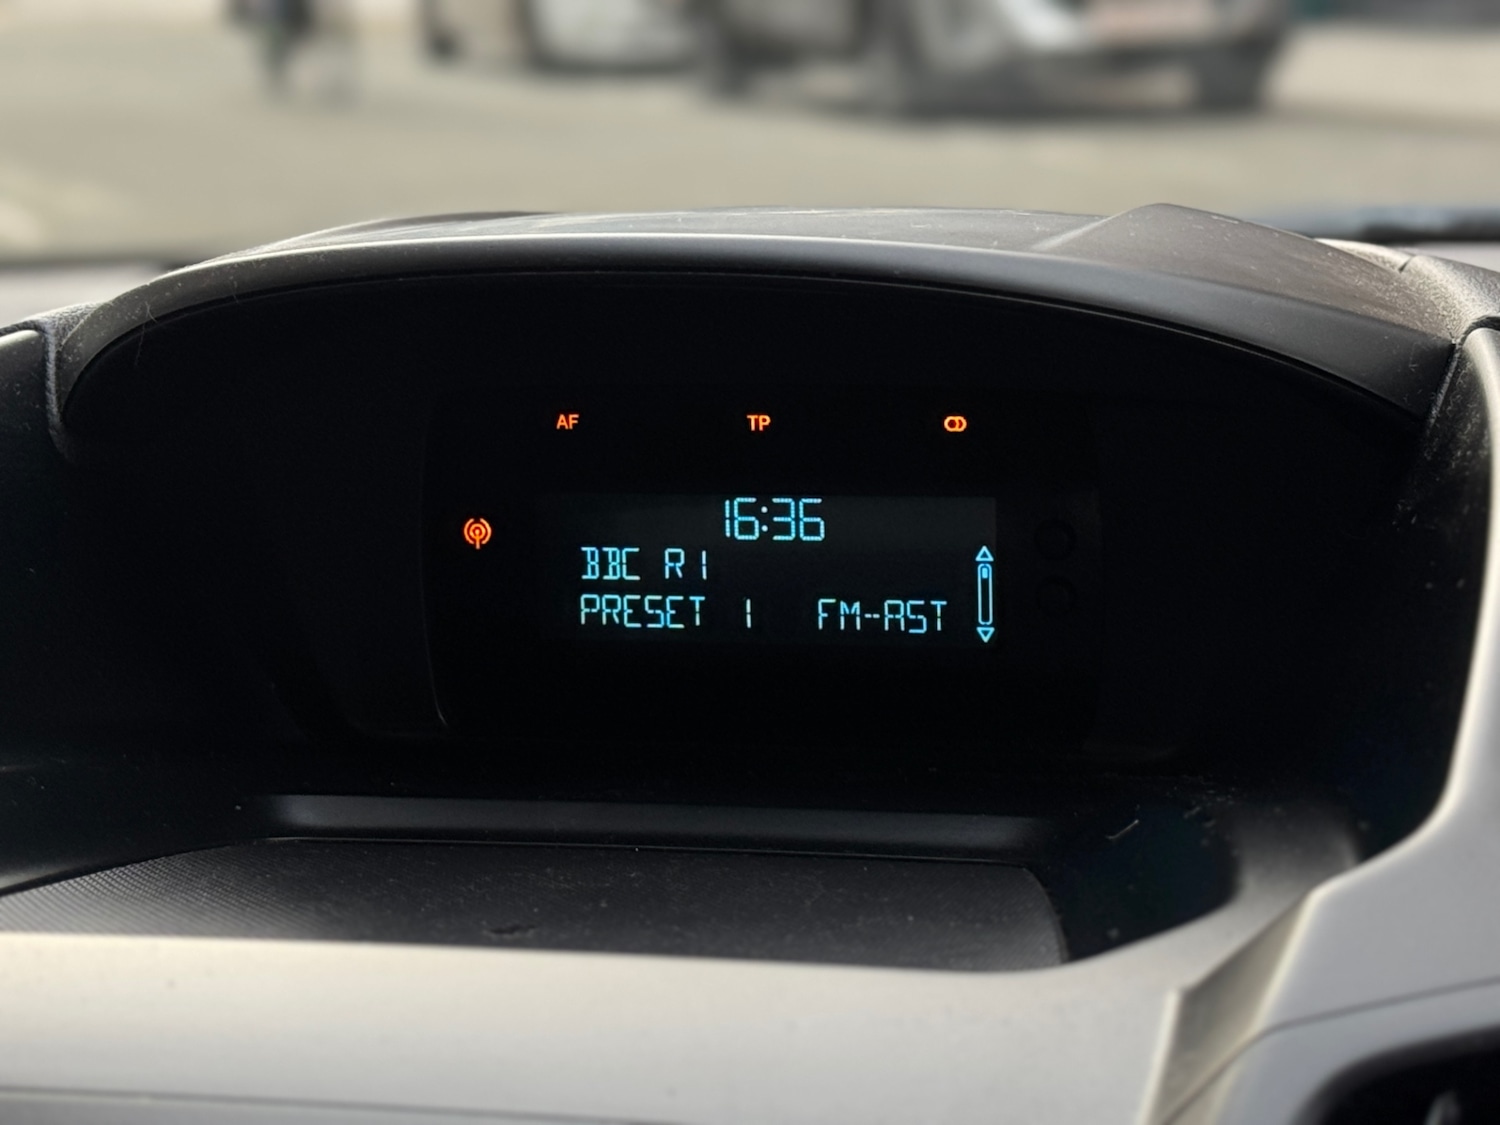 AF TP
16:36
BBC R1
PRESET 1 FM-AST